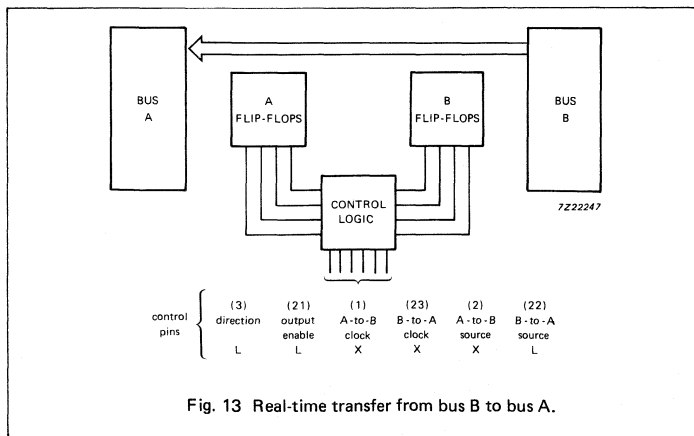 BUS
A
A
FLIP-FLOPS
B
FLIP-FLOPS
BUS
B
7Z22247
CONTROL
LOGIC
control
pins
(3) (21) (1) (23) (2) (22)
direction output A-to-B B-to-A A-to-B B-to-A
enable clock clock source source
L L X X X L
Fig. 13 Real-time transfer from bus B to bus A.